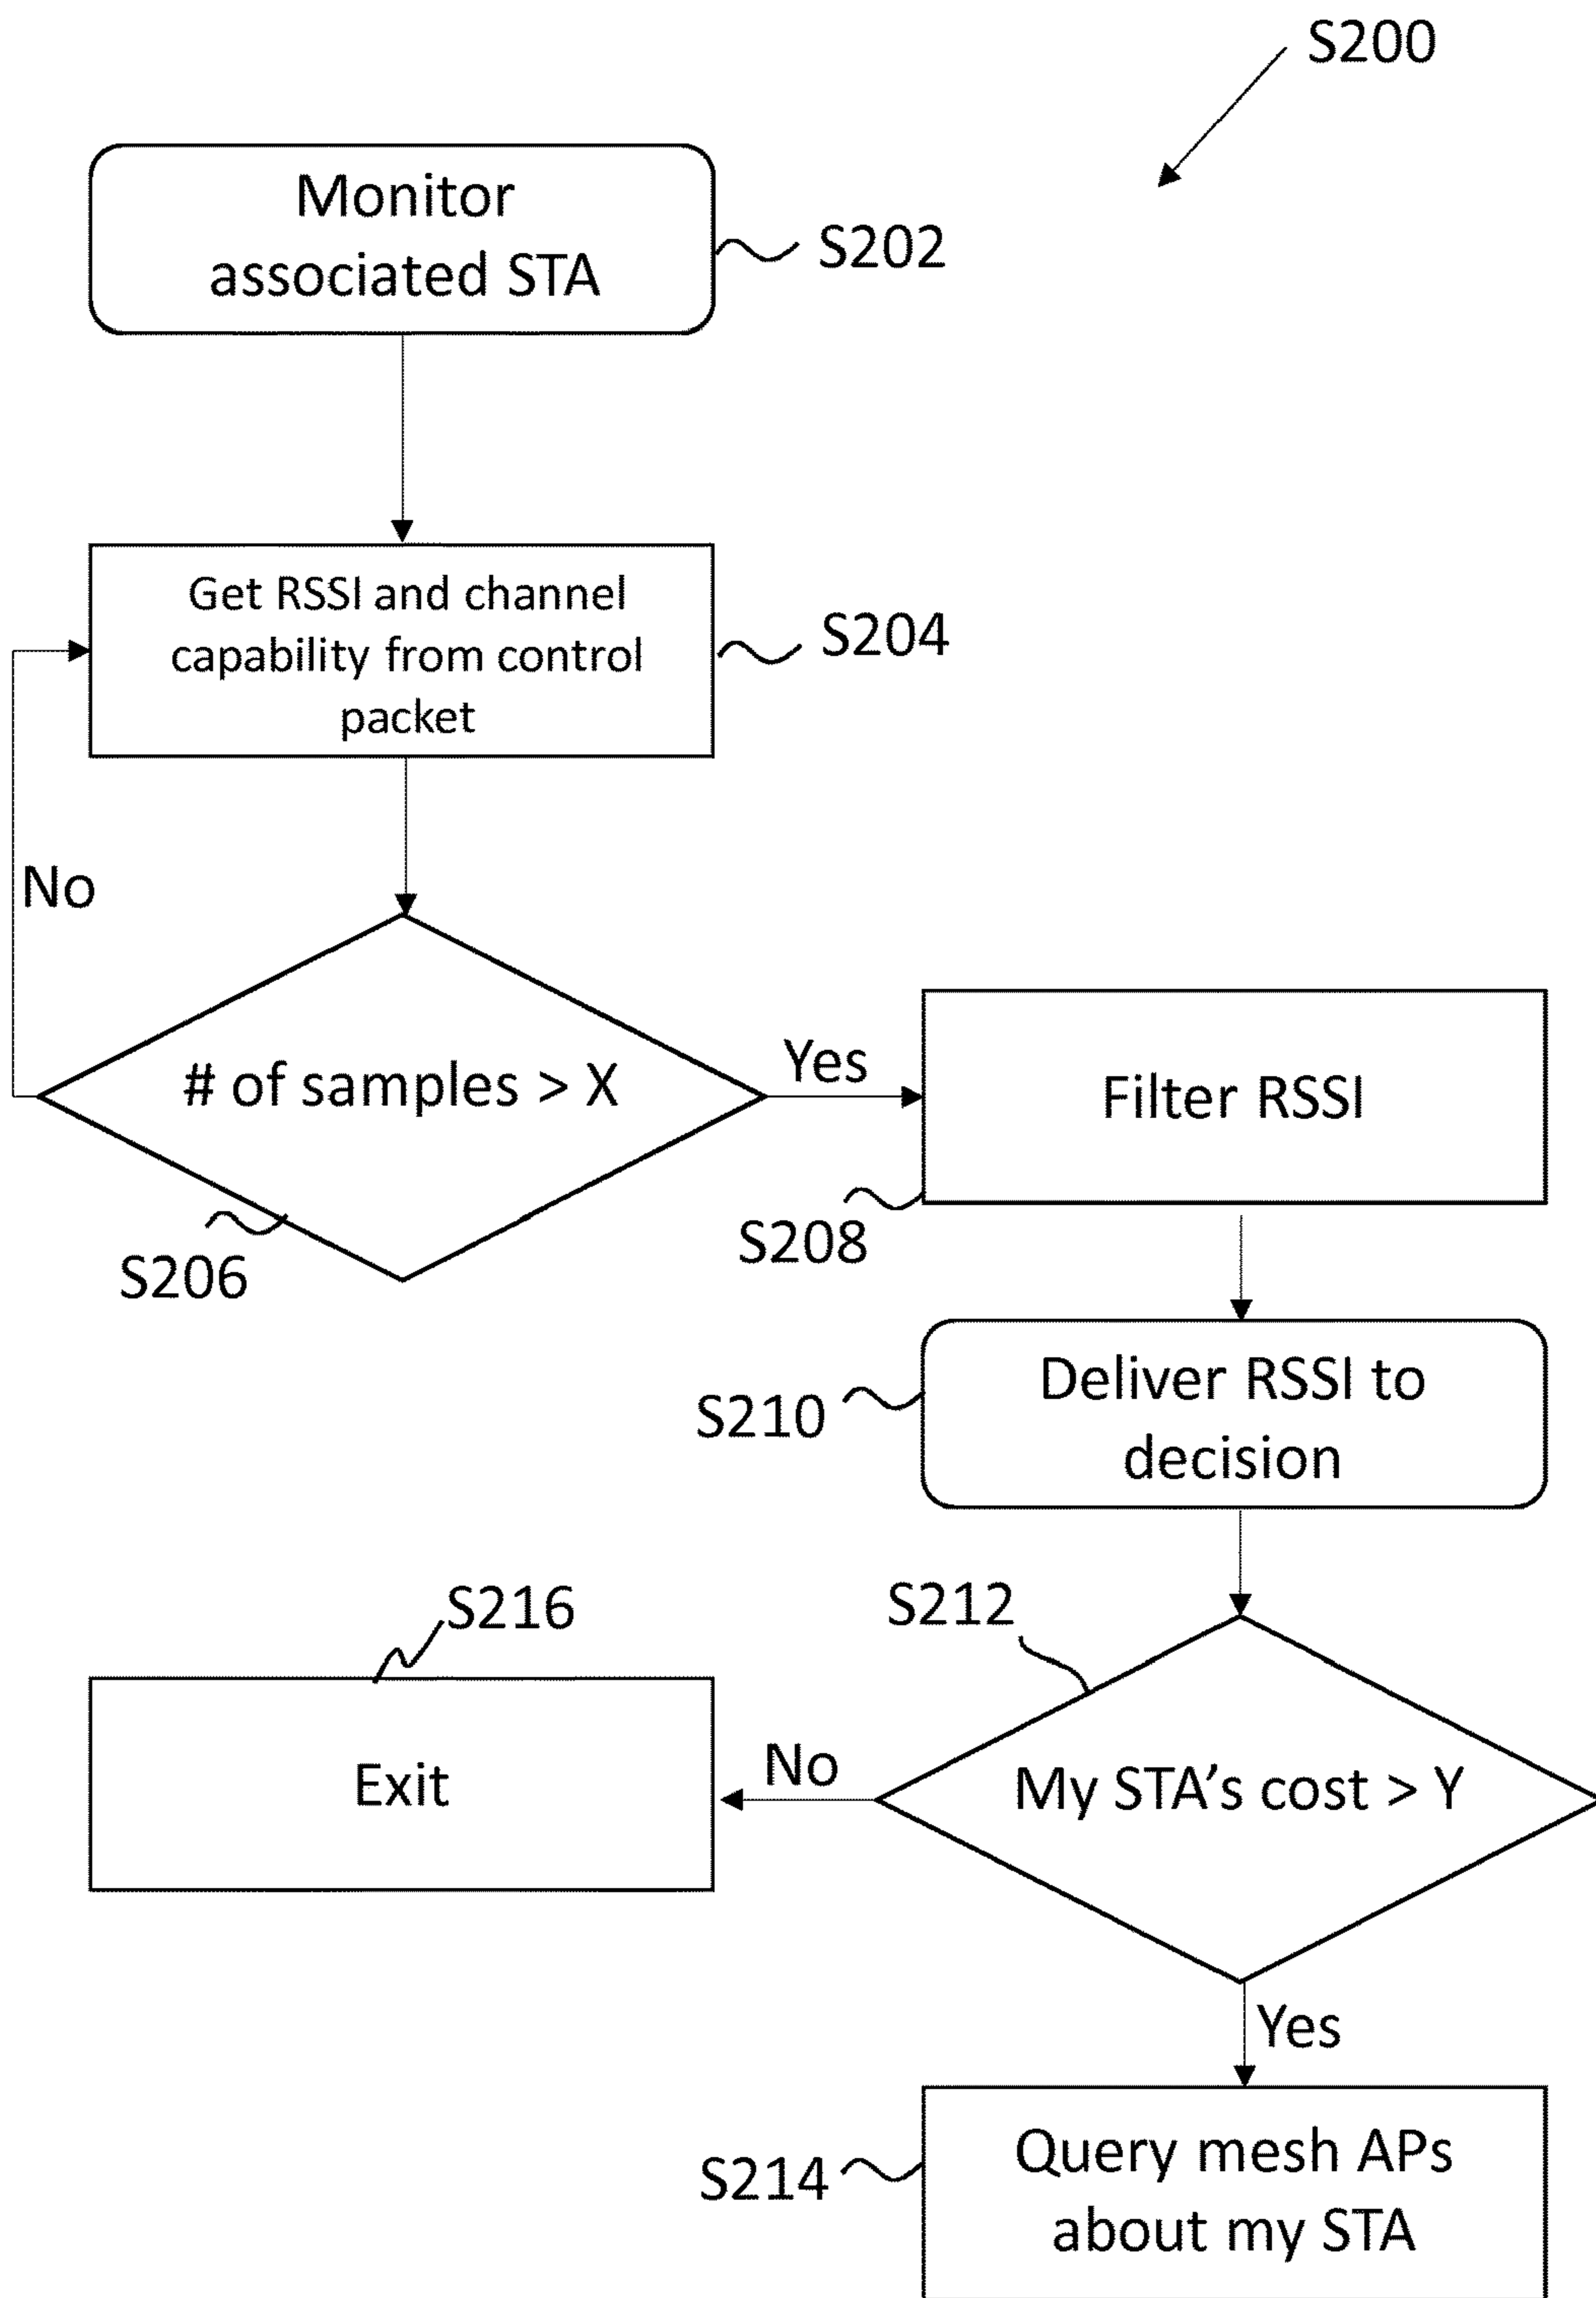 S200
Monitor
associated STA
S202
Get RSSI and channel
capability from control
packet
S204
No
# of samples > X
Yes
S206
Filter RSSI
S208
Deliver RSSI to
decision
S210
S216
S212
Exit
No
My STA's cost > Y
Yes
Query mesh APs
about my STA
S214